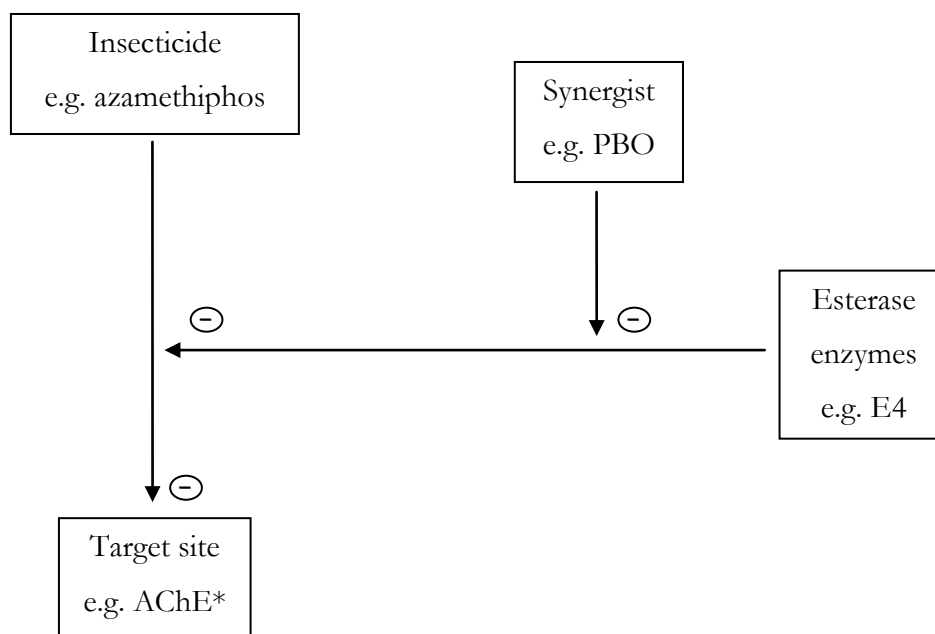 Insecticide
e.g. azamethiphos
Synergist
e.g. PBO
−
−
Esterase
enzymes
e.g. E4
−
Target site
e.g. AChE*